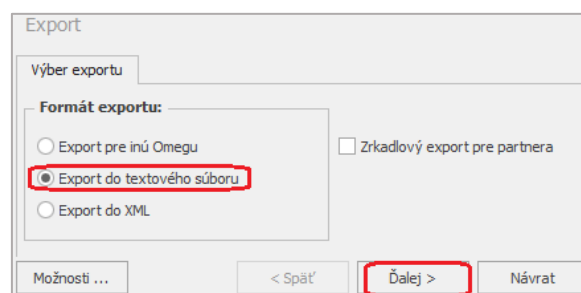 Export
Výber exportu
Formát exportu:
Export pre inú Omegu
Zrkadlový export pre partnera
Export do textového súboru
Export do XML
Možnosti ...
< Späť
Ďalej >
Návrat